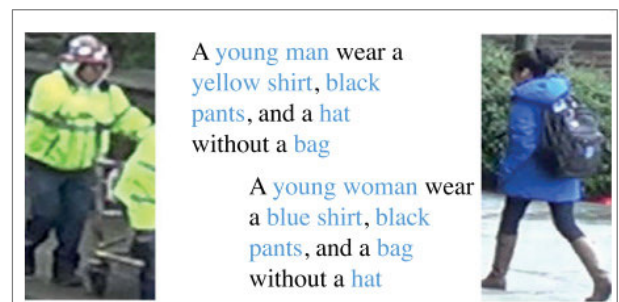 A young man wear a
yellow shirt, black
pants, and a hat
without a bag
A young woman wear
a blue shirt, black
pants, and a bag
without a hat